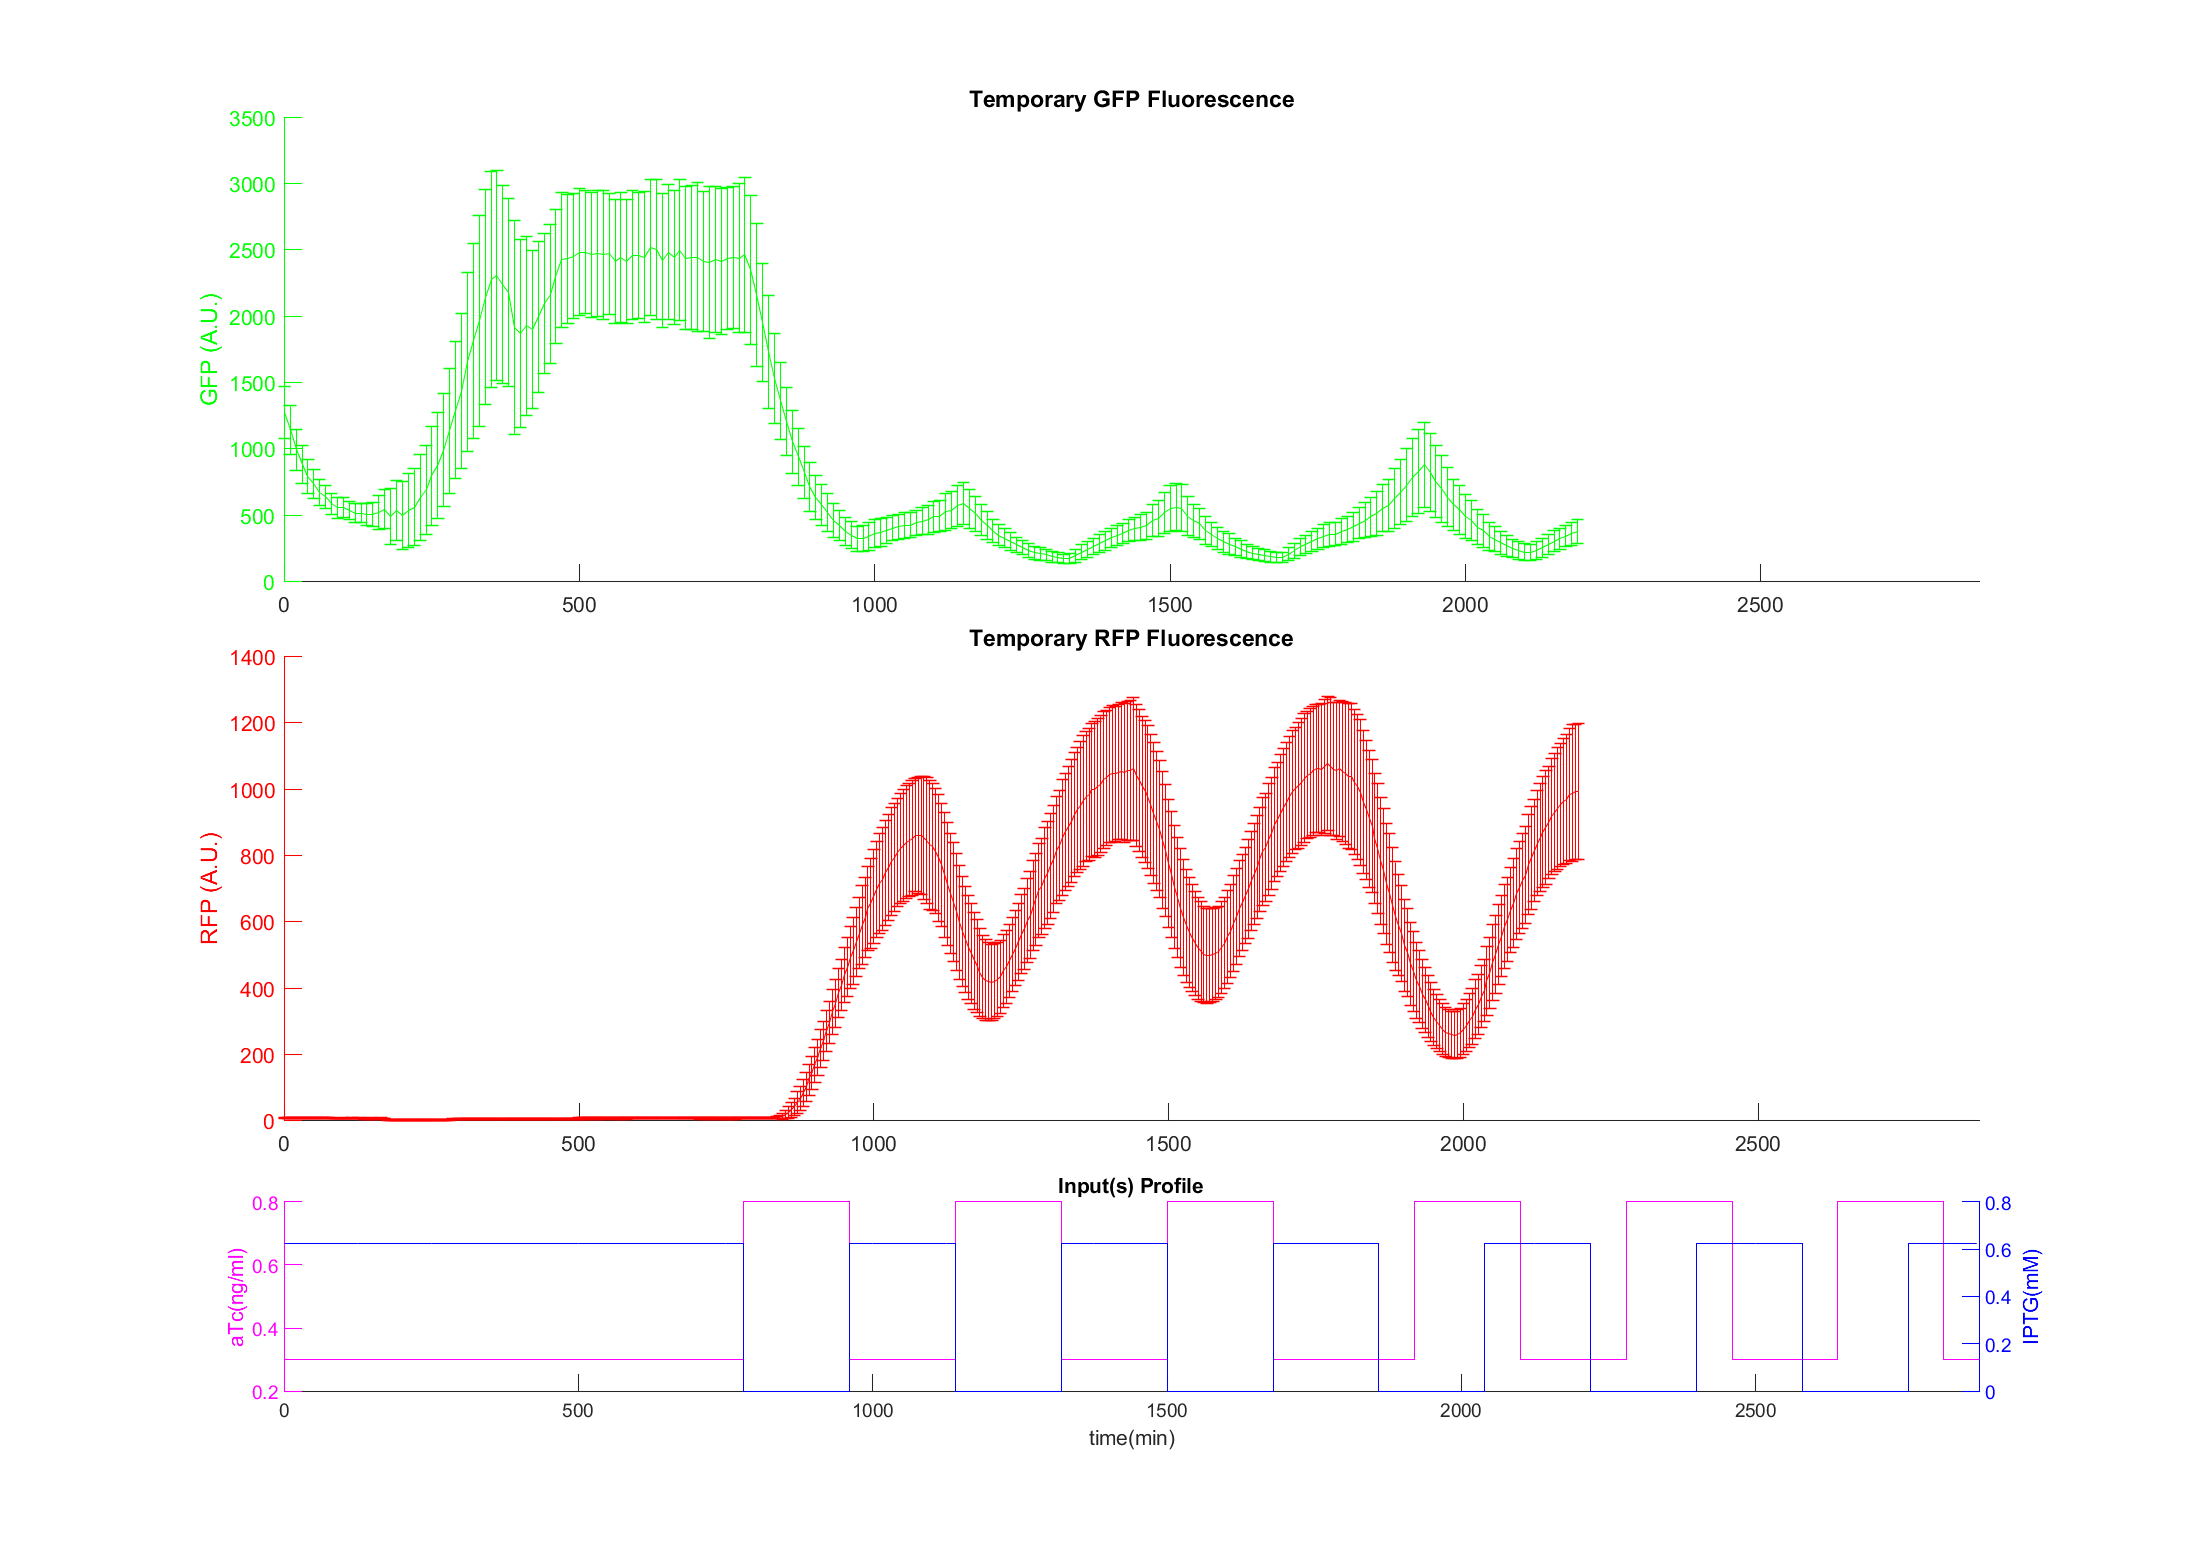 Temporary GFP Fluorescence
3500
3000
2500
2000
1500
1000
500
0
GFP (A.U.)
0 500 1000 1500 2000 2500
Temporary RFP Fluorescence
1400
1200
1000
800
600
400
200
0
RFP (A.U.)
0 500 1000 1500 2000 2500
Input(s) Profile
0.8
0.6
0.4
0.2
aTc(ng/ml)
0.8
0.6
0.4
0.2
0
IPTG(mM)
0 500 1000 1500 2000 2500
time(min)